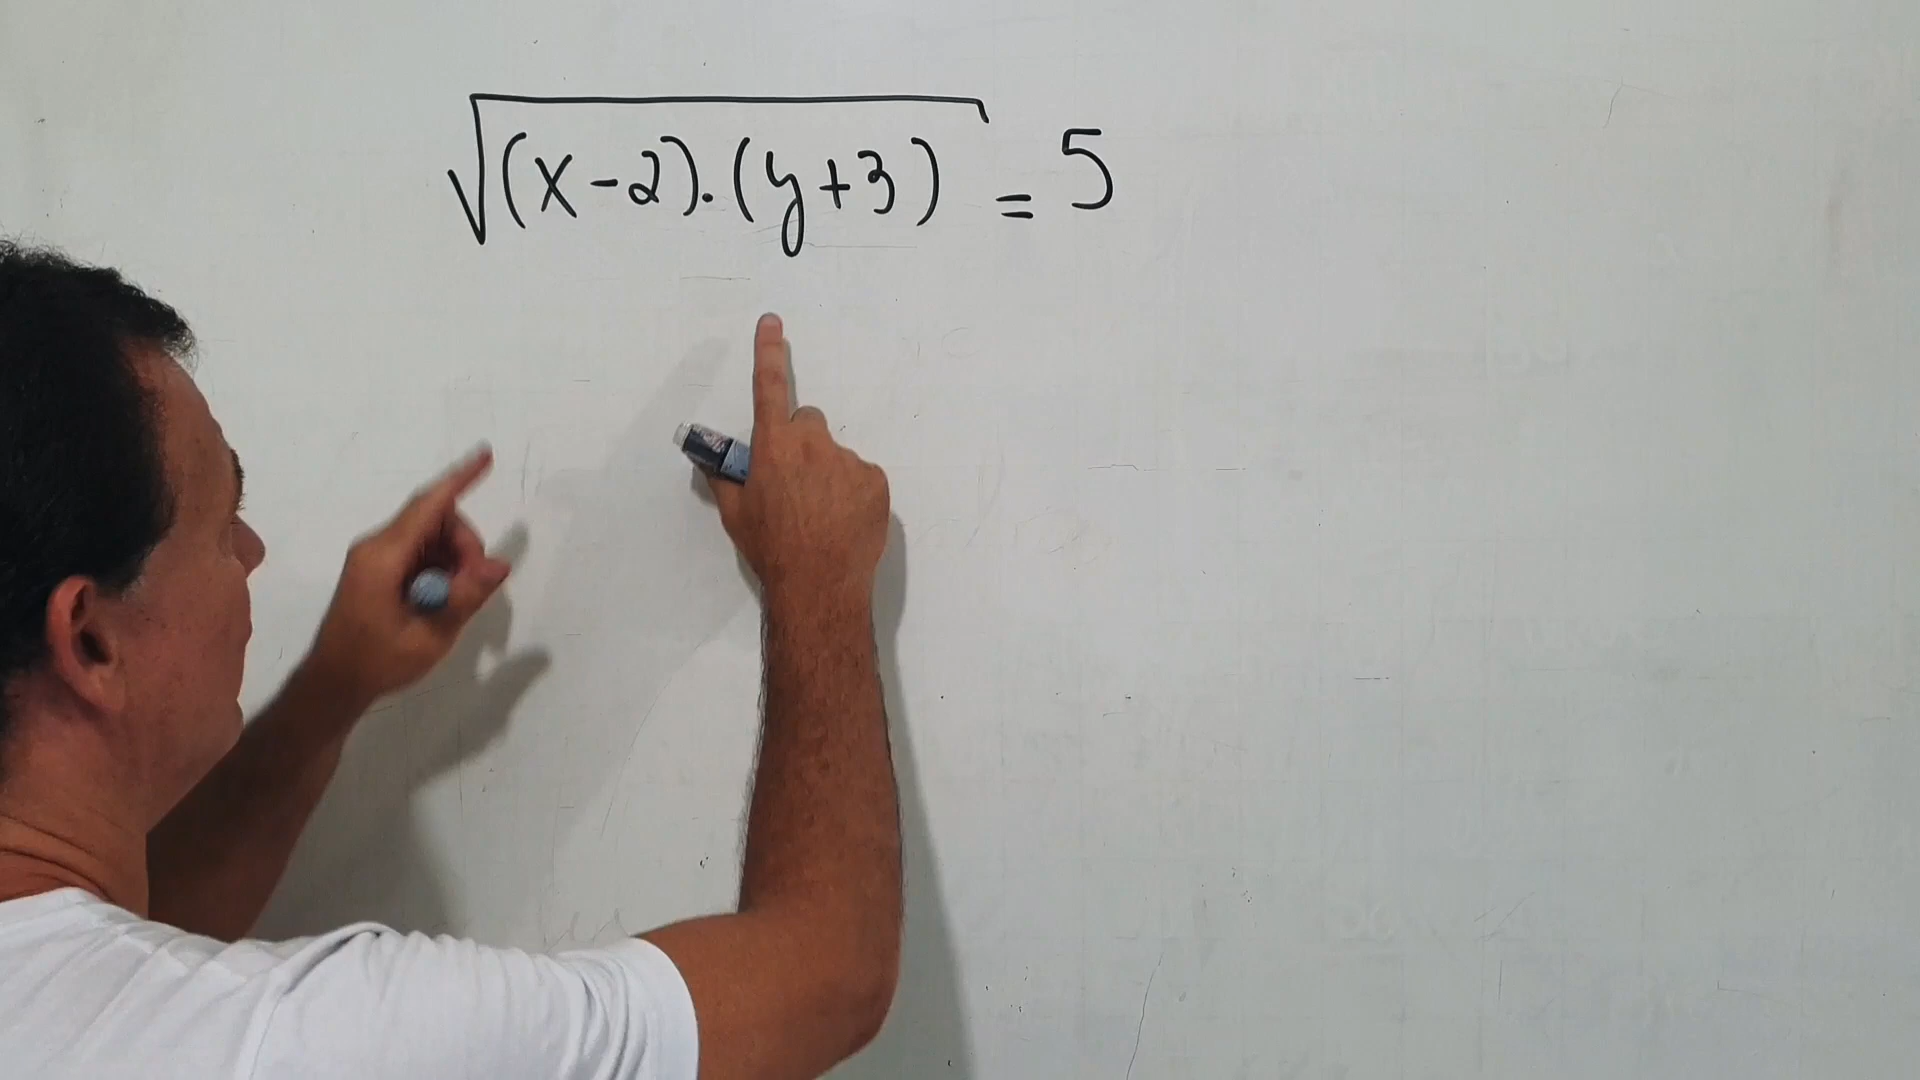 √(x-2).(y+3) = 5